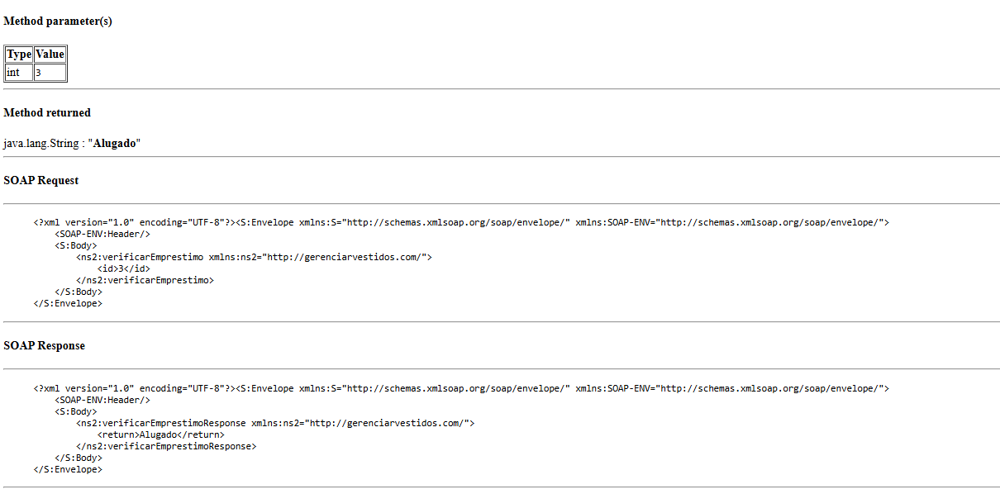 Method parameter(s)
Type Value
int 3
Method returned
java.lang.String : "Alugado"
SOAP Request
<?xml version="1.0" encoding="UTF-8"?><S:Envelope xmlns:S="http://schemas.xmlsoap.org/soap/envelope/" xmlns:SOAP-ENV="http://schemas.xmlsoap.org/soap/envelope/">
<SOAP-ENV:Header/>
<S:Body>
<ns2:verificarEmprestimo xmlns:ns2="http://gerenciarvestidos.com/">
<id>3</id>
</ns2:verificarEmprestimo>
</S:Body>
</S:Envelope>
SOAP Response
<?xml version="1.0" encoding="UTF-8"?><S:Envelope xmlns:S="http://schemas.xmlsoap.org/soap/envelope/" xmlns:SOAP-ENV="http://schemas.xmlsoap.org/soap/envelope/">
<SOAP-ENV:Header/>
<S:Body>
<ns2:verificarEmprestimoResponse xmlns:ns2="http://gerenciarvestidos.com/">
<return>Alugado</return>
</ns2:verificarEmprestimoResponse>
</S:Body>
</S:Envelope>